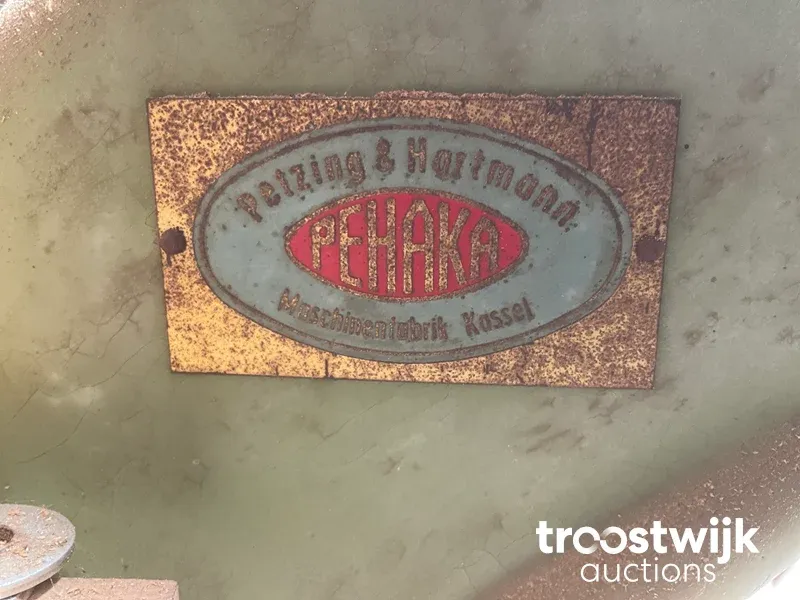 Petzing & Hartmann
PEHAKA
Maschinenfabrik Kassel
troostwijk
auctions